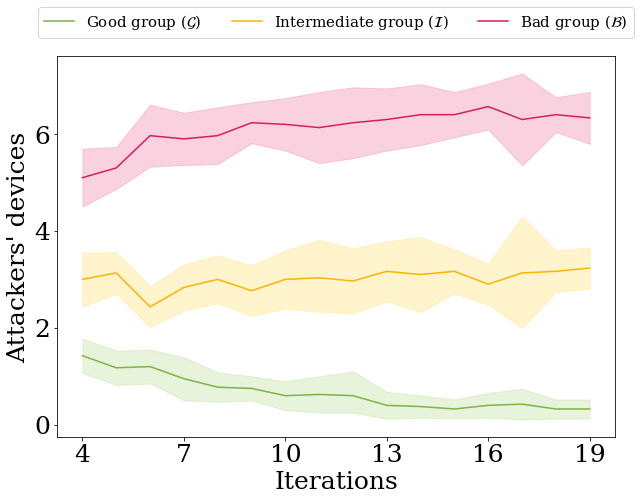 Good group (𝒢) Intermediate group (ℐ) Bad group (ℬ)
Attackers' devices
6
4
2
0
4 7 10 13 16 19
Iterations